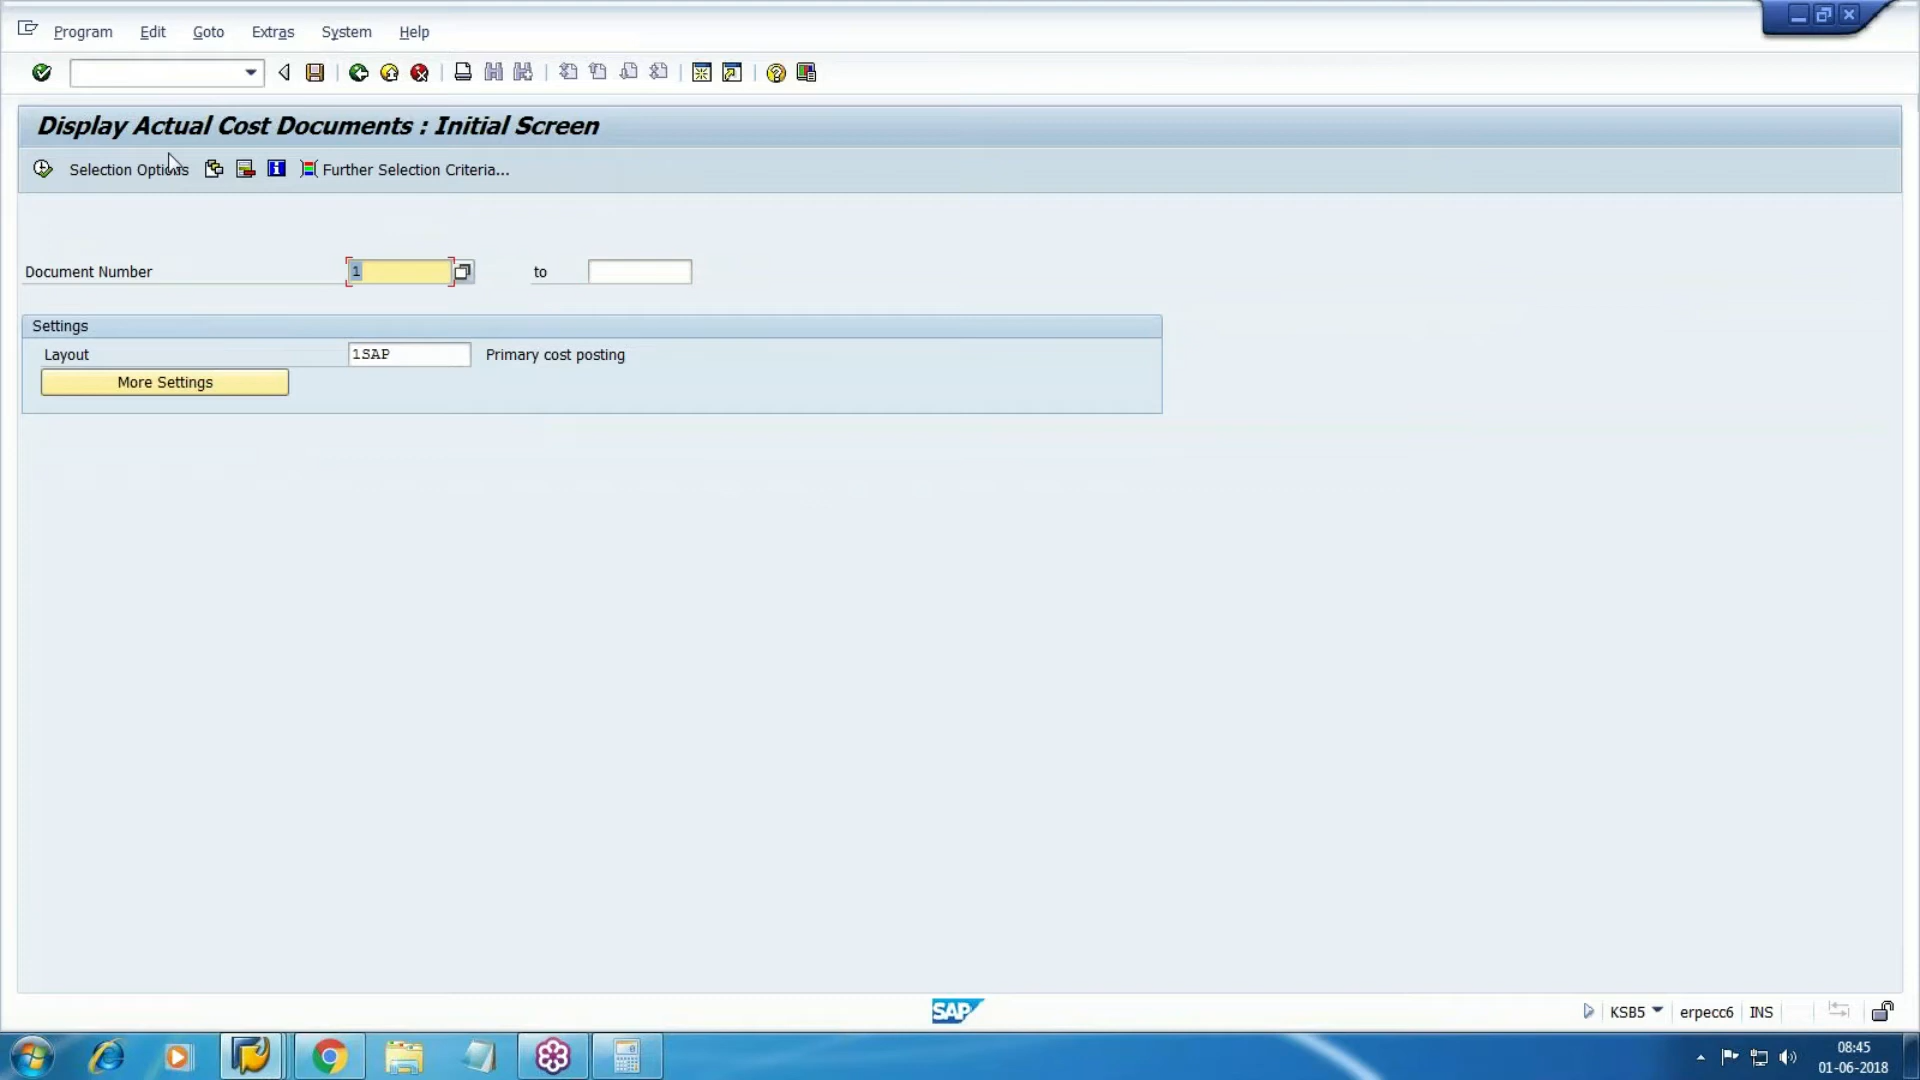 Program Edit Goto Extras System Help
Display Actual Cost Documents : Initial Screen
Selection Options Further Selection Criteria...
Document Number 1 to
Settings
Layout 1SAP Primary cost posting
More Settings
SAP KSB5 erpecc6 INS
08:45
01-06-2018